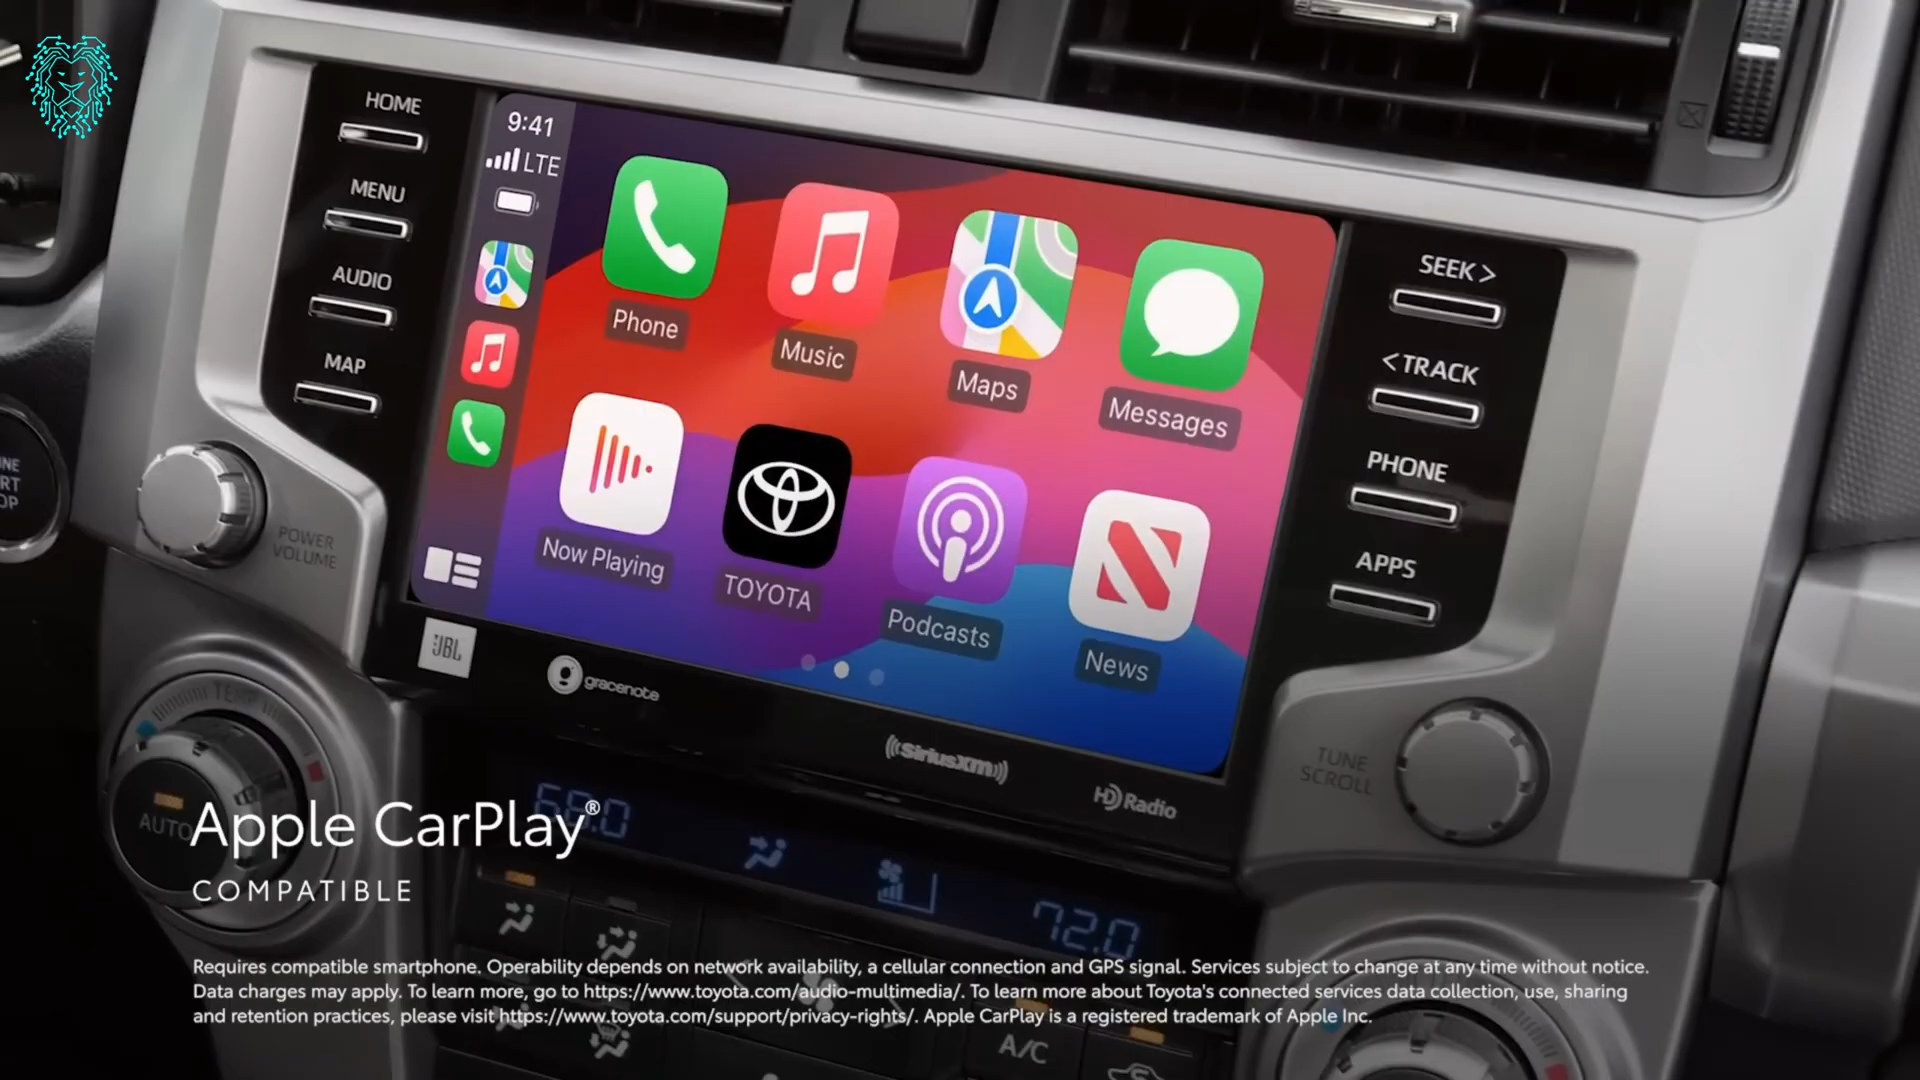 HOME
MENU
AUDIO
MAP
POWER
VOLUME
9:41
LTE
Phone
Music
Maps
Messages
Now Playing
TOYOTA
Podcasts
News
SEEK >
< TRACK
PHONE
APPS
TUNE
SCROLL
JBL
gracenote
SiriusXM
HD Radio
TEMP
AUTO
68.0
72.0
A/C
Apple CarPlay®
COMPATIBLE
Requires compatible smartphone. Operability depends on network availability, a cellular connection and GPS signal. Services subject to change at any time without notice.
Data charges may apply. To learn more, go to https://www.toyota.com/audio-multimedia/. To learn more about Toyota's connected services data collection, use, sharing
and retention practices, please visit https://www.toyota.com/support/privacy-rights/. Apple CarPlay is a registered trademark of Apple Inc.